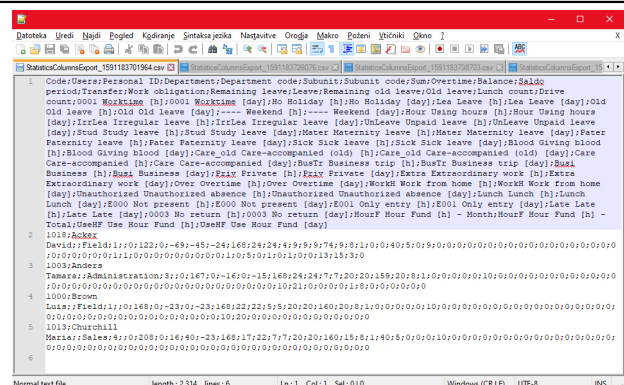 Datoteka Uredi Najdi Pogled Kodiranje Sintaksa jezika Nastavitve Orodja Makro Poženi Vtičniki Okno ? X
StatisticsColumnsExport_1591183701964.csv StatisticsColumnsExport_1591183726076.csv StatisticsColumnsExport_1591183738703.csv StatisticsColumnsExport_15
1 Code;Users;Personal ID;Department;Department code;Subunit;Subunit code;Sum;Overtime;Balance;Saldo
period;Transfer;Work obligation;Remaining leave;Leave;Remaining old leave;Old leave;Lunch count;Drive
count;0001 Worktime [h];0001 Worktime [day];Ho Holiday [h];Ho Holiday [day];Lea Leave [h];Lea Leave [day];Old
Old leave [h];Old Old leave [day];---- Weekend [h];---- Weekend [day];Hour Using hours [h];Hour Using hours
[day];IrrLea Irregular leave [h];IrrLea Irregular leave [day];UnLeave Unpaid leave [h];UnLeave Unpaid leave
[day];Stud Study leave [h];Stud Study leave [day];Mater Maternity leave [h];Mater Maternity leave [day];Pater
Paternity leave [h];Pater Paternity leave [day];Sick Sick leave [h];Sick Sick leave [day];Blood Giving blood
[h];Blood Giving blood [day];Care_old Care-accompanied (old) [h];Care_old Care-accompanied (old) [day];Care
Care-accompanied [h];Care Care-accompanied [day];BusTr Business trip [h];BusTr Business trip [day];Busi
Business [h];Busi Business [day];Priv Private [h];Priv Private [day];Extra Extraordinary work [h];Extra
Extraordinary work [day];Over Overtime [h];Over Overtime [day];WorkH Work from home [h];WorkH Work from home
[day];Unauthorized Unauthorized absence [h];Unauthorized Unauthorized absence [day];Lunch Lunch [h];Lunch
Lunch [day];E000 Not present [h];E000 Not present [day];E001 Only entry [h];E001 Only entry [day];Late Late
[h];Late Late [day];0003 No return [h];0003 No return [day];HourF Hour Fund [h] - Month;HourF Hour Fund [h] -
Total;UseHF Use Hour Fund [h];UseHF Use Hour Fund [day]
2 1018;Acker
David;;Field;1;;0;122;0;-69;-45;-24;168;24;24;4;9;9;9;74;9;8;1;0;0;40;5;0;9;0;0;0;0;0;0;0;0;0;0;0;0;0;0;0;0;0
;0;0;0;0;0;0;1;1;0;0;0;0;0;0;0;0;0;0;1;0;5;0;1;0;1;0;0;13;15;3;0
3 1003;Anders
Tamara;;Administration;3;;0;167;0;-16;0;-15;168;24;24;7;7;20;20;159;20;8;1;0;0;0;0;0;10;0;0;0;0;0;0;0;0;0;0;0
;0;0;0;0;0;0;0;0;0;0;0;0;0;0;0;0;0;0;0;0;0;0;10;21;0;0;0;0;1;8;0;0;0;0;0;0
4 1000;Brown
Luis;;Field;1;;0;168;0;-23;0;-23;168;22;22;5;5;20;20;160;20;8;1;0;0;0;0;0;10;0;0;0;0;0;0;0;0;0;0;0;0;0;0;0;0;
0;0;0;0;0;0;0;0;0;0;0;0;0;0;0;0;0;0;10;20;0;0;0;0;0;0;0;0;0;0;0;0
5 1013;Churchill
Maria;;Sales;4;;0;208;0;16;40;-23;168;17;22;7;7;20;20;160;15;8;1;40;5;0;0;0;10;0;0;0;0;0;0;0;0;0;0;0;0;0;0;0;
0;0;0;0;0;0;0;0;0;0;0;0;0;0;0;0;0;0;0;0;0;0;0;0;0;0;0;0;0;0;0;0
6
Normal text file length : 2.314 lines : 6 Ln : 1 Col : 1 Sel : 0 | 0 Windows (CR LF) UTF-8 INS